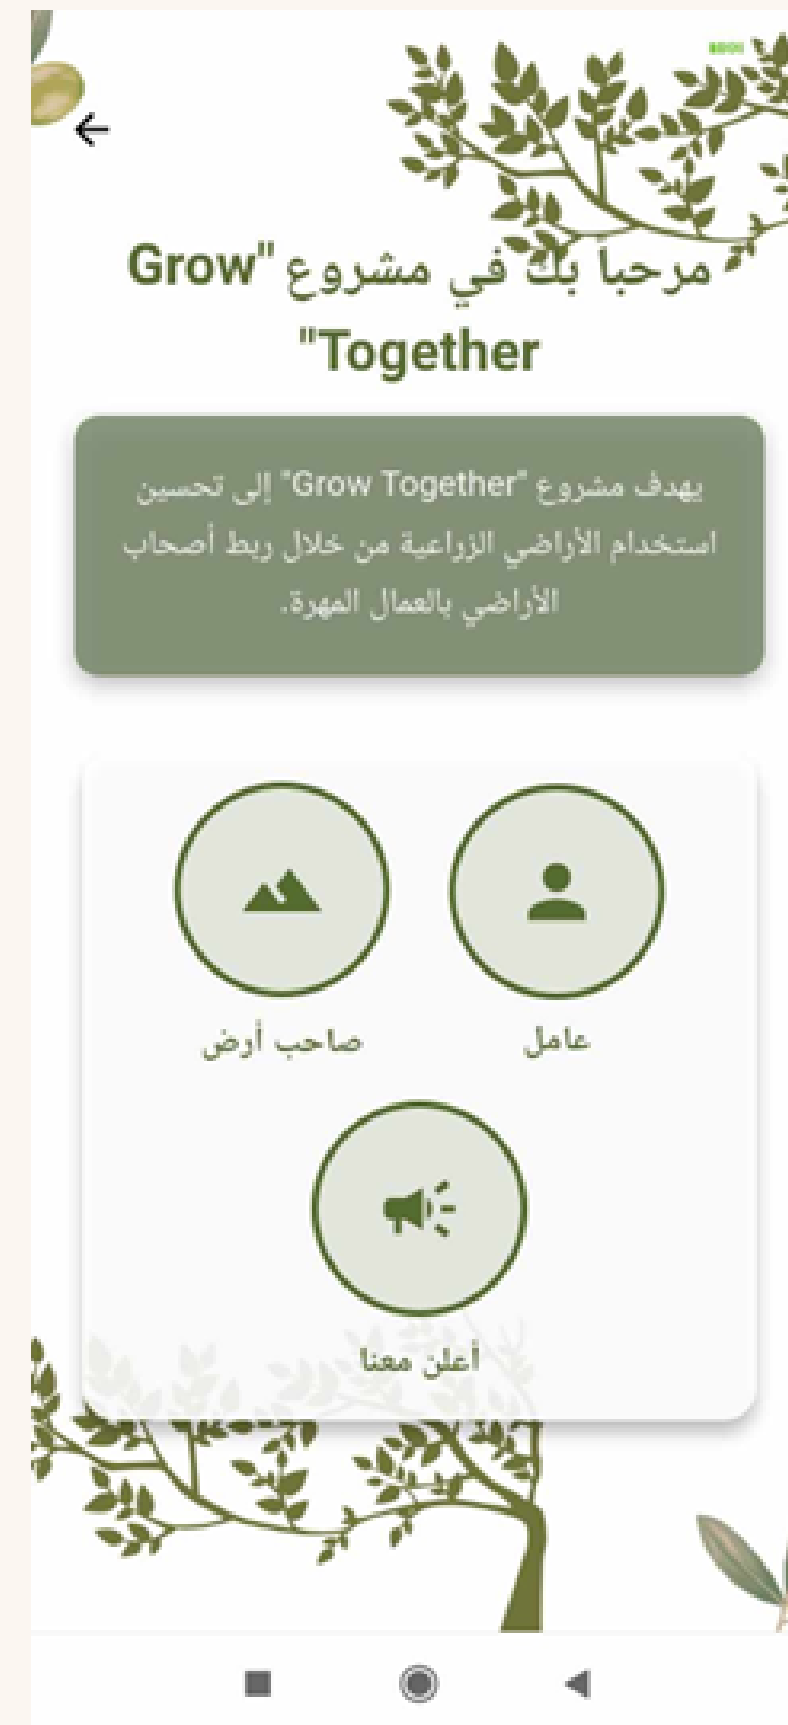 مرحباً بك في مشروع "Grow
Together"
يهدف مشروع "Grow Together" إلى تحسين
استخدام الأراضي الزراعية من خلال ربط أصحاب
الأراضي بالعمال المهرة.
عامل
صاحب أرض
أعلن معنا